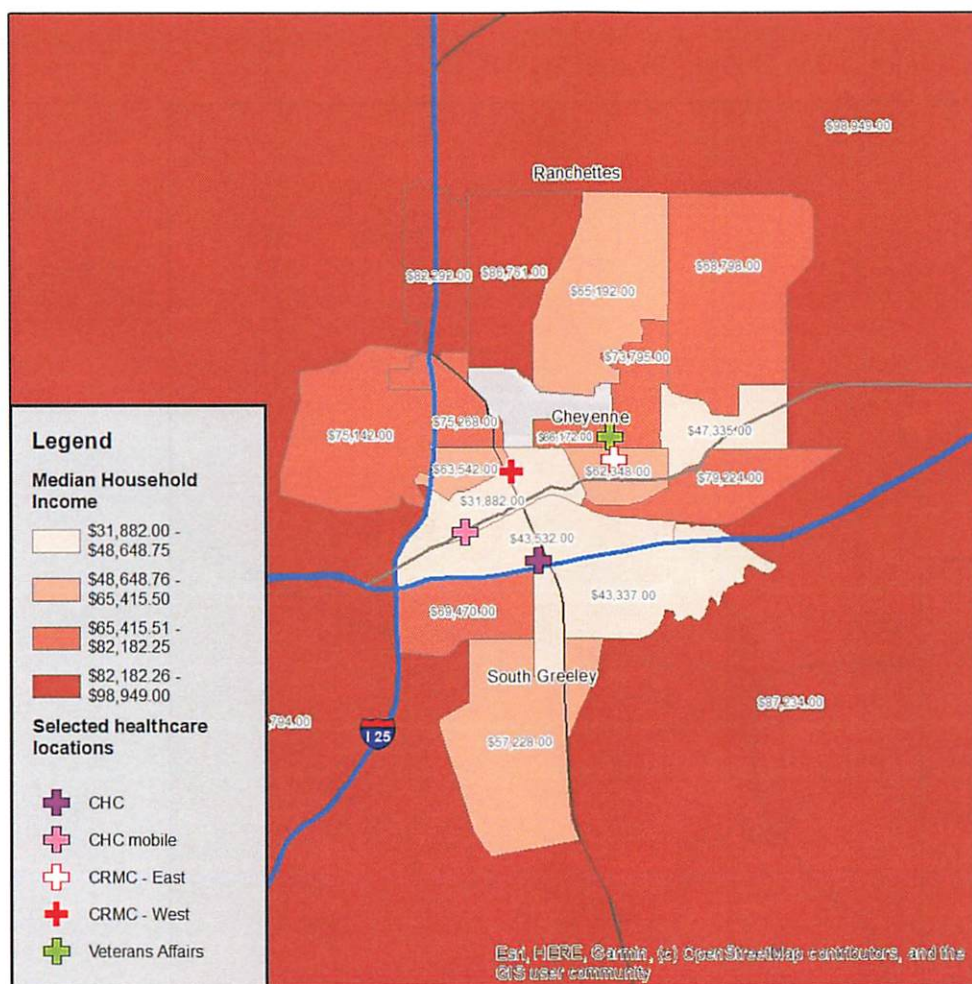 $98,949.00
Ranchettes
$82,292.00
$86,761.00
$65,192.00
$68,798.00
$73,795.00
Cheyenne
$75,142.00
$75,268.00
$66,172.00
$47,335.00
$63,542.00
$62,348.00
$79,224.00
$31,882.00
$43,532.00
$43,337.00
$69,470.00
South Greeley
,794.00
$87,234.00
$57,228.00
I 25
Legend
Median Household
Income
$31,882.00 -
$48,648.75
$48,648.76 -
$65,415.50
$65,415.51 -
$82,182.25
$82,182.26 -
$98,949.00
Selected healthcare
locations
CHC
CHC mobile
CRMC - East
CRMC - West
Veterans Affairs
Esri, HERE, Garmin, (c) OpenStreetMap contributors, and the
GIS user community